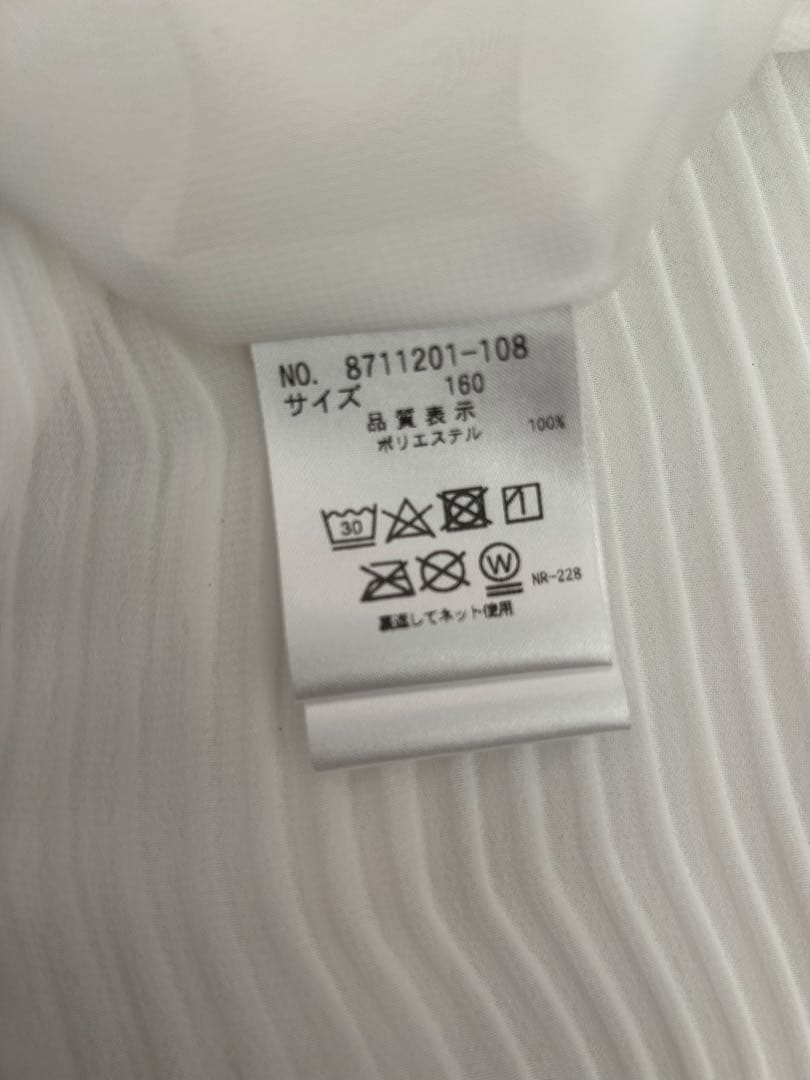 NO. 8711201-108
サイズ 160
品質表示
ポリエステル 100%
30
W NR-228
裏返してネット使用